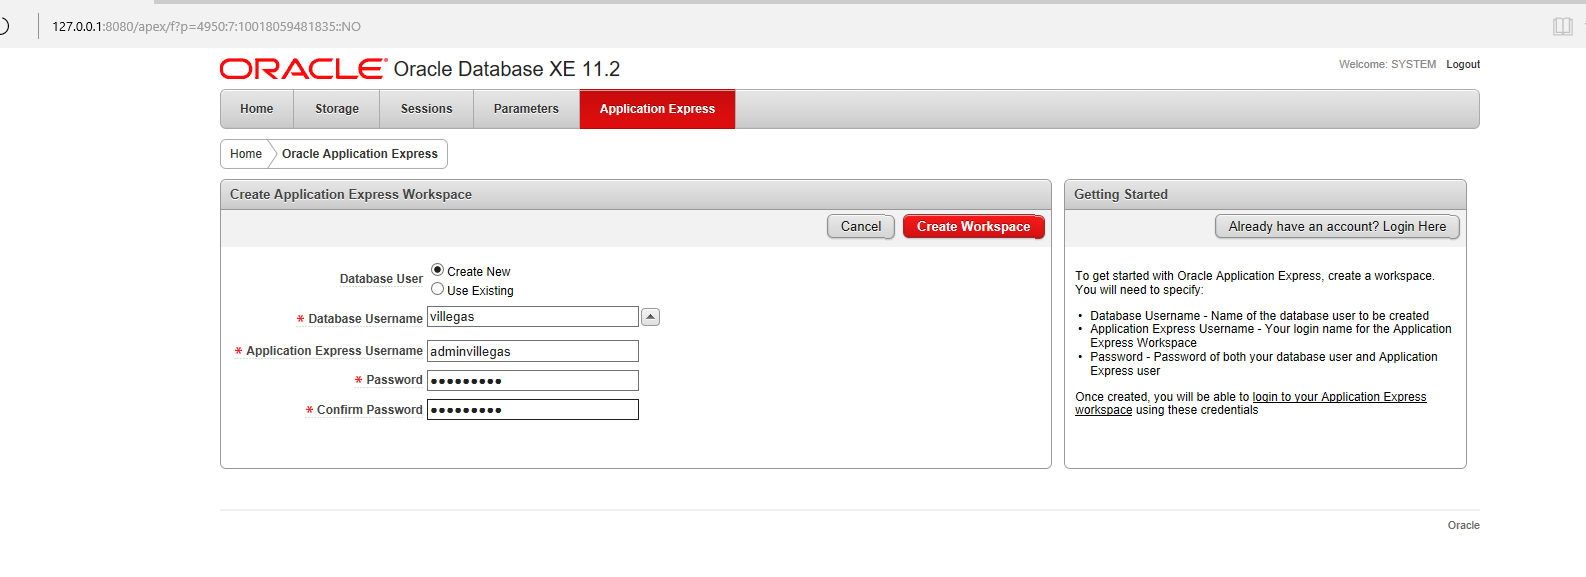 127.0.0.1:8080/apex/f?p=4950:7:10018059481835::NO
ORACLE Oracle Database XE 11.2
Welcome: SYSTEM Logout
Home Storage Sessions Parameters Application Express
Home Oracle Application Express
Create Application Express Workspace
Cancel Create Workspace
Database User
Create New
Use Existing
* Database Username villegas
* Application Express Username adminvillegas
* Password •••••••••
* Confirm Password •••••••••
Getting Started
Already have an account? Login Here
To get started with Oracle Application Express, create a workspace.
You will need to specify:
• Database Username - Name of the database user to be created
• Application Express Username - Your login name for the Application
Express Workspace
• Password - Password of both your database user and Application
Express user
Once created, you will be able to login to your Application Express
workspace using these credentials
Oracle